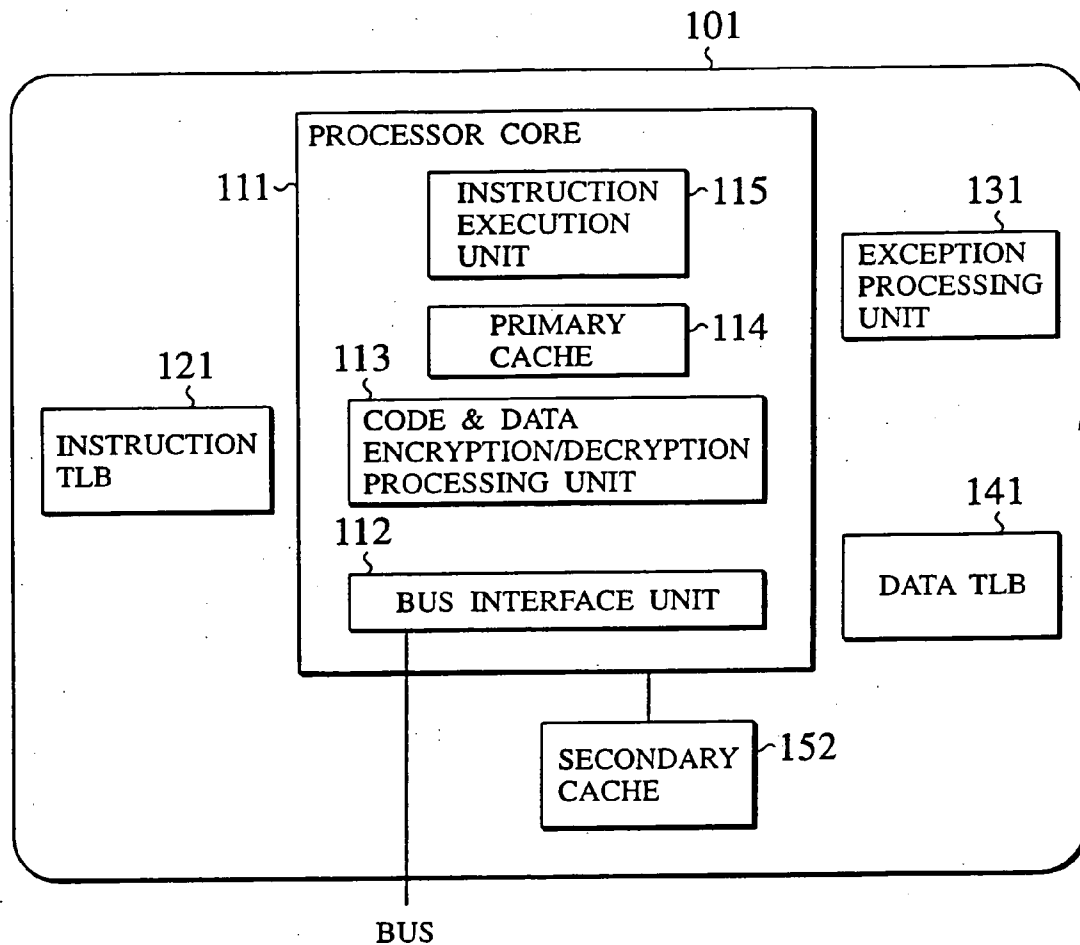 101
PROCESSOR CORE
111
INSTRUCTION
EXECUTION
UNIT
115
131
EXCEPTION
PROCESSING
UNIT
PRIMARY
CACHE
114
113
121
CODE & DATA
ENCRYPTION/DECRYPTION
PROCESSING UNIT
INSTRUCTION
TLB
141
112
BUS INTERFACE UNIT
DATA TLB
SECONDARY
CACHE
152
BUS